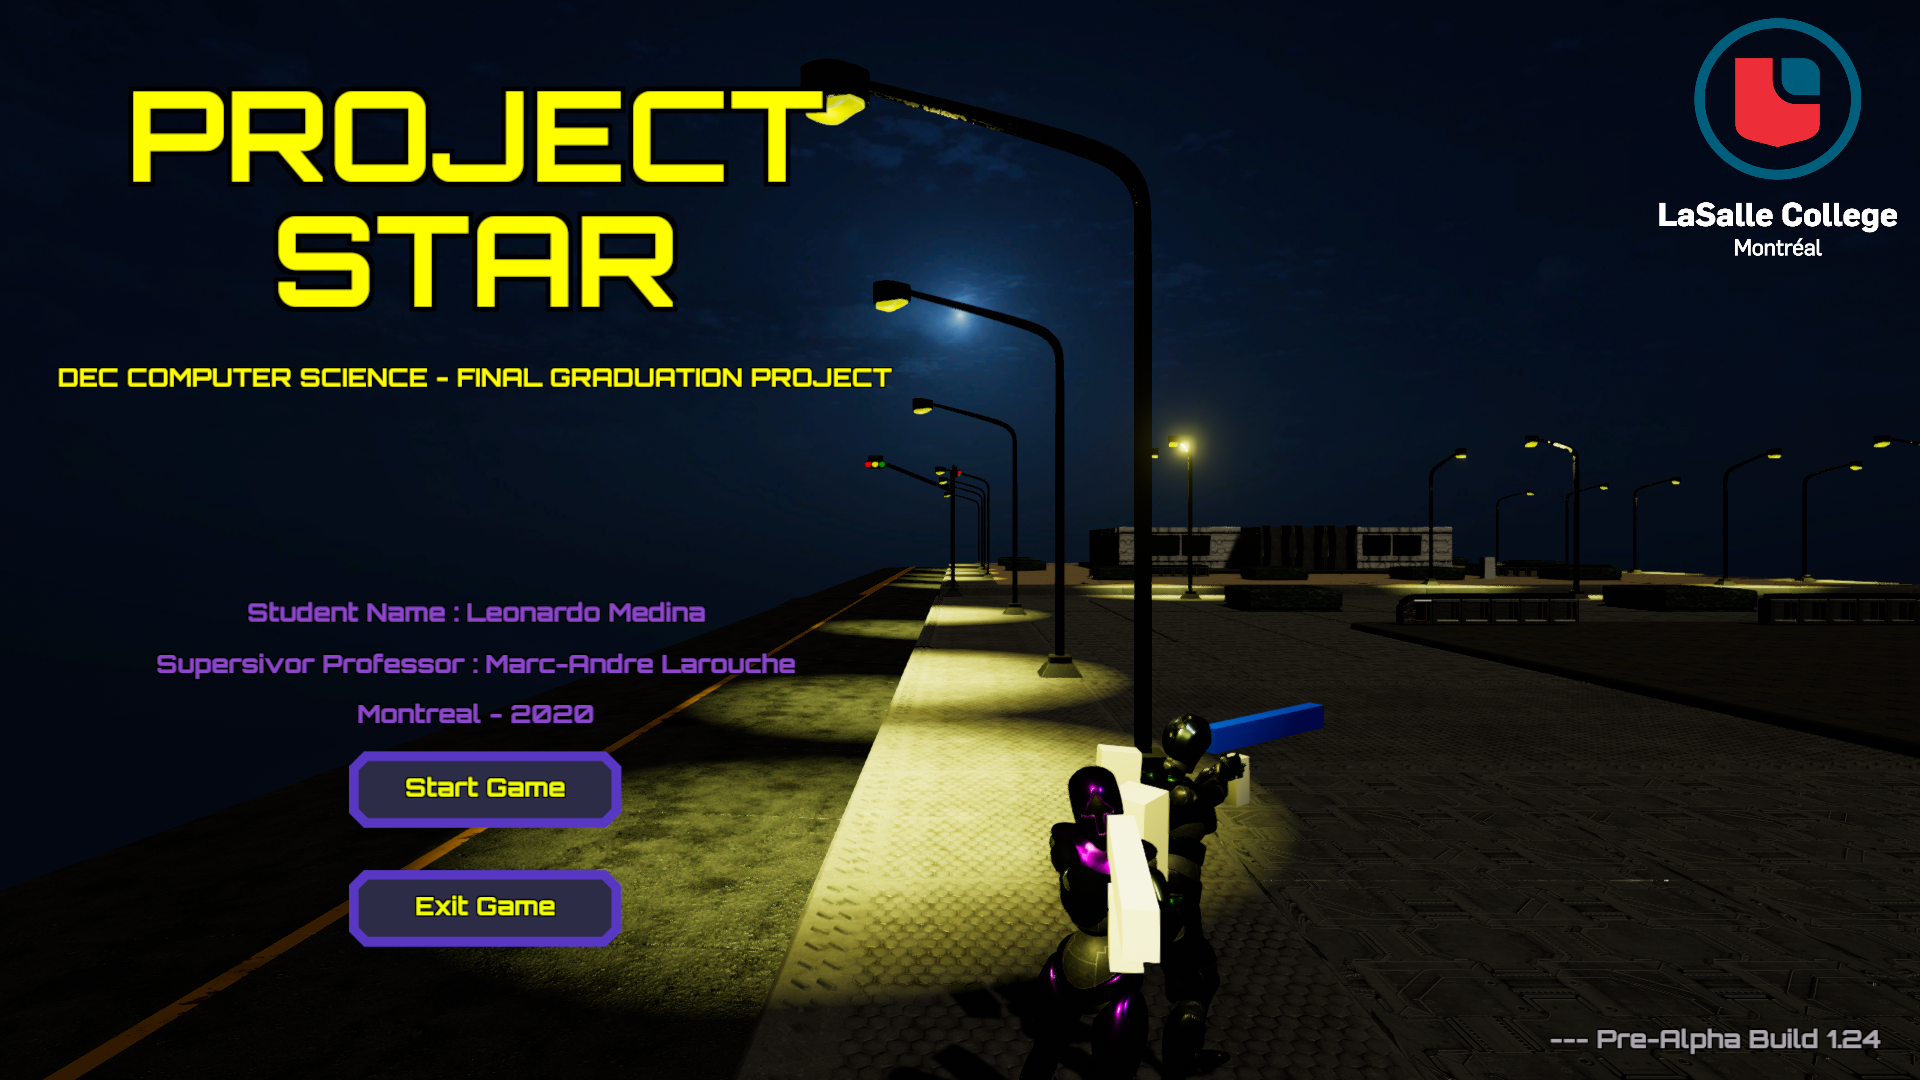 PROJECT
STAR
LaSalle College
Montréal
DEC COMPUTER SCIENCE - FINAL GRADUATION PROJECT
Student Name : Leonardo Medina
Supersivor Professor : Marc-Andre Larouche
Montreal - 2020
Start Game
Exit Game
--- Pre-Alpha Build 1.24